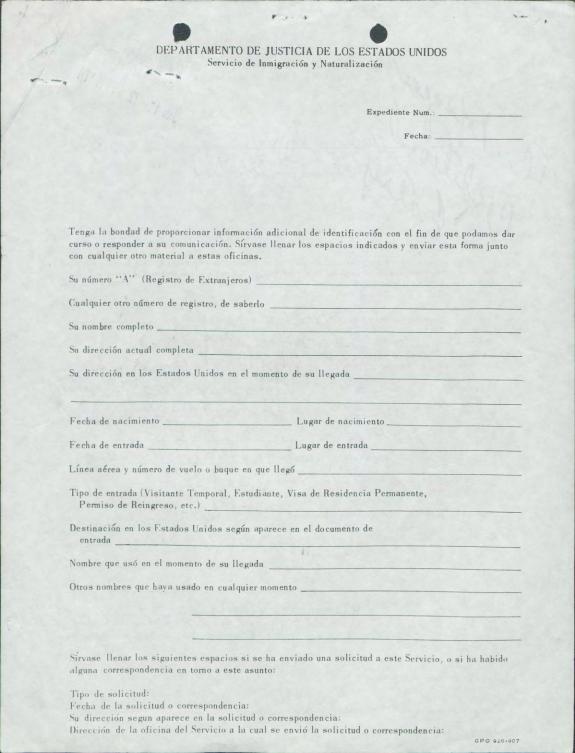 DEPARTAMENTO DE JUSTICIA DE LOS ESTADOS UNIDOS
Servicio de Inmigración y Naturalización
Expediente Num.:
Fecha:
Tenga la bondad de proporcionar información adicional de identificación con el fin de que podamos dar
curso o responder a su comunicación. Sírvase llenar los espacios indicados y enviar esta forma junto
con cualquier otro material a estas oficinas.
Su número "A" (Registro de Extranjeros)
Cualquier otro número de registro, de saberlo
Su nombre completo
Su dirección actual completa
Su dirección en los Estados Unidos en el momento de su llegada
Fecha de nacimiento Lugar de nacimiento
Fecha de entrada Lugar de entrada
Línea aérea y número de vuelo o buque en que llegó
Tipo de entrada (Visitante Temporal, Estudiante, Visa de Residencia Permanente,
Permiso de Reingreso, etc.)
Destinación en los Estados Unidos según aparece en el documento de
entrada
Nombre que usó en el momento de su llegada
Otros nombres que haya usado en cualquier momento
Sírvase llenar los siguientes espacios si se ha enviado una solicitud a este Servicio, o si ha habido
alguna correspondencia en torno a este asunto:
Tipo de solicitud:
Fecha de la solicitud o correspondencia:
Su dirección segun aparece en la solicitud o correspondencia:
Dirección de la oficina del Servicio a la cual se envió la solicitud o correspondencia:
GPO 926-907